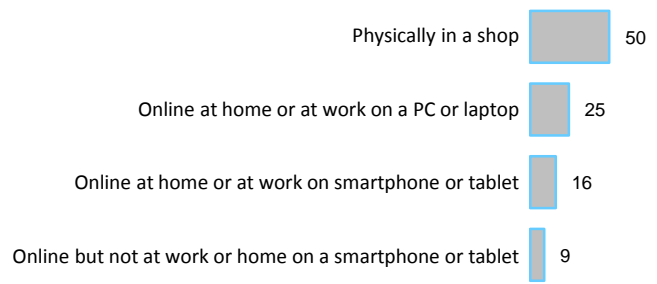 Physically in a shop 50
Online at home or at work on a PC or laptop 25
Online at home or at work on smartphone or tablet 16
Online but not at work or home on a smartphone or tablet 9